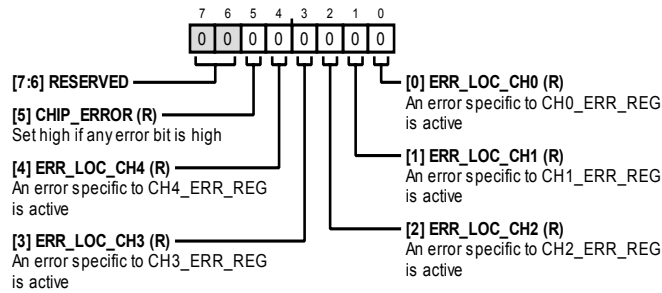 7 6 5 4 3 2 1 0
0 0 0 0 0 0 0 0
[7:6] RESERVED
[5] CHIP_ERROR (R)
Set high if any error bit is high
[4] ERR_LOC_CH4 (R)
An error specific to CH4_ERR_REG
is active
[3] ERR_LOC_CH3 (R)
An error specific to CH3_ERR_REG
is active
[0] ERR_LOC_CH0 (R)
An error specific to CH0_ERR_REG
is active
[1] ERR_LOC_CH1 (R)
An error specific to CH1_ERR_REG
is active
[2] ERR_LOC_CH2 (R)
An error specific to CH2_ERR_REG
is active